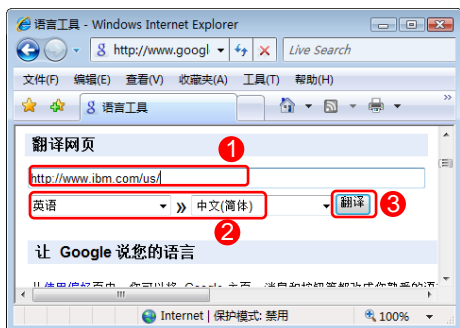 语言工具 - Windows Internet Explorer
http://www.googl
Live Search
文件(F) 编辑(E) 查看(V) 收藏夹(A) 工具(T) 帮助(H)
语言工具
翻译网页
1
http://www.ibm.com/us/
英语 » 中文(简体) 翻译 3
2
让 Google 说您的语言
Internet | 保护模式: 禁用 100%